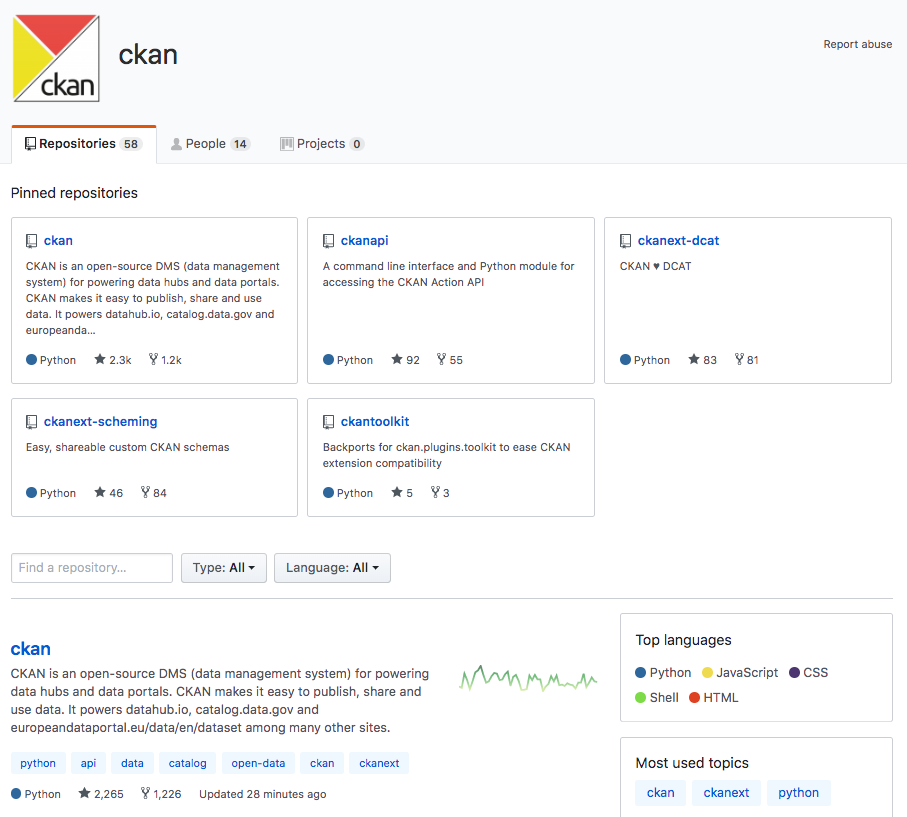 ckan
ckan
Report abuse
Repositories 58 People 14 Projects 0
Pinned repositories
ckan
CKAN is an open-source DMS (data management
system) for powering data hubs and data portals.
CKAN makes it easy to publish, share and use
data. It powers datahub.io, catalog.data.gov and
europeanda...
Python 2.3k 1.2k
ckanapi
A command line interface and Python module for
accessing the CKAN Action API
Python 92 55
ckanext-dcat
CKAN ♥ DCAT
Python 83 81
ckanext-scheming
Easy, shareable custom CKAN schemas
Python 46 84
ckantoolkit
Backports for ckan.plugins.toolkit to ease CKAN
extension compatibility
Python 5 3
Find a repository... Type: All Language: All
ckan
CKAN is an open-source DMS (data management system) for powering
data hubs and data portals. CKAN makes it easy to publish, share and
use data. It powers datahub.io, catalog.data.gov and
europeandataportal.eu/data/en/dataset among many other sites.
python api data catalog open-data ckan ckanext
Python 2,265 1,226 Updated 28 minutes ago
Top languages
Python JavaScript CSS
Shell HTML
Most used topics
ckan ckanext python